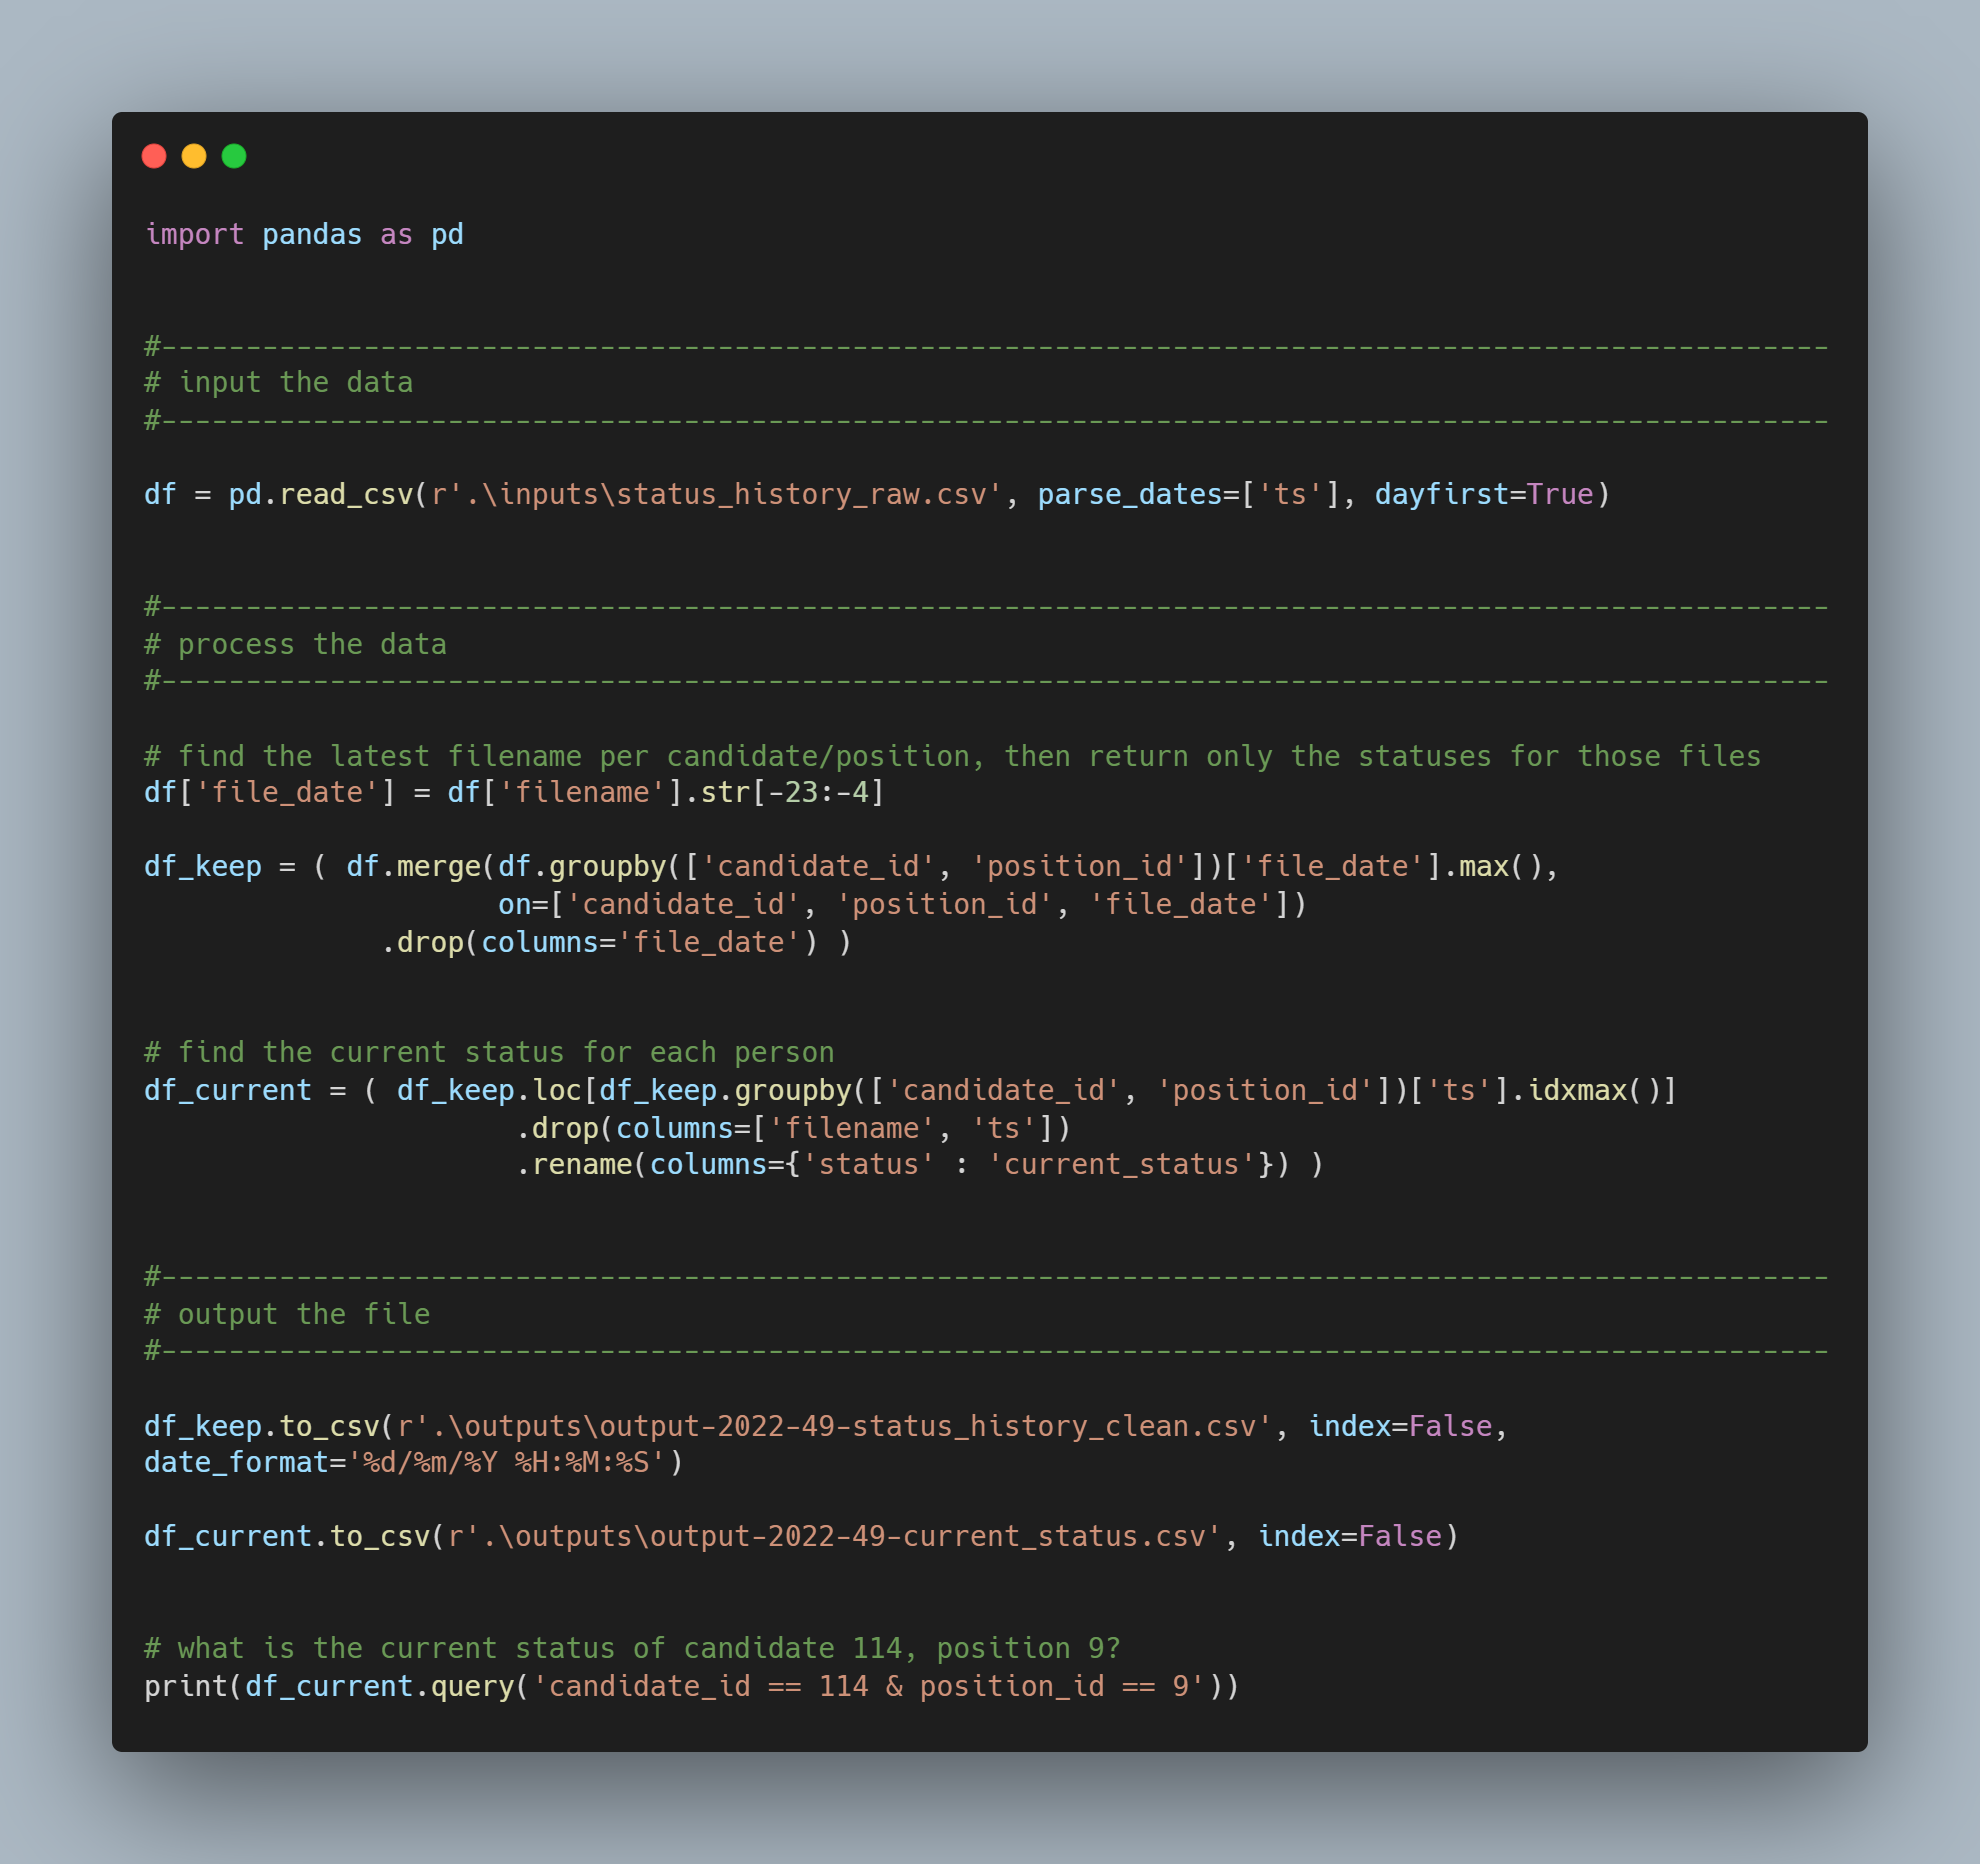 import pandas as pd
#---------------------------------------------------------------------------------------------------
# input the data
#---------------------------------------------------------------------------------------------------
df = pd.read_csv(r'.\inputs\status_history_raw.csv', parse_dates=['ts'], dayfirst=True)
#---------------------------------------------------------------------------------------------------
# process the data
#---------------------------------------------------------------------------------------------------
# find the latest filename per candidate/position, then return only the statuses for those files
df['file_date'] = df['filename'].str[-23:-4]
df_keep = ( df.merge(df.groupby(['candidate_id', 'position_id'])['file_date'].max(),
                     on=['candidate_id', 'position_id', 'file_date'])
              .drop(columns='file_date') )
# find the current status for each person
df_current = ( df_keep.loc[df_keep.groupby(['candidate_id', 'position_id'])['ts'].idxmax()]
                      .drop(columns=['filename', 'ts'])
                      .rename(columns={'status' : 'current_status'}) )
#---------------------------------------------------------------------------------------------------
# output the file
#---------------------------------------------------------------------------------------------------
df_keep.to_csv(r'.\outputs\output-2022-49-status_history_clean.csv', index=False,
date_format='%d/%m/%Y %H:%M:%S')
df_current.to_csv(r'.\outputs\output-2022-49-current_status.csv', index=False)
# what is the current status of candidate 114, position 9?
print(df_current.query('candidate_id == 114 & position_id == 9'))